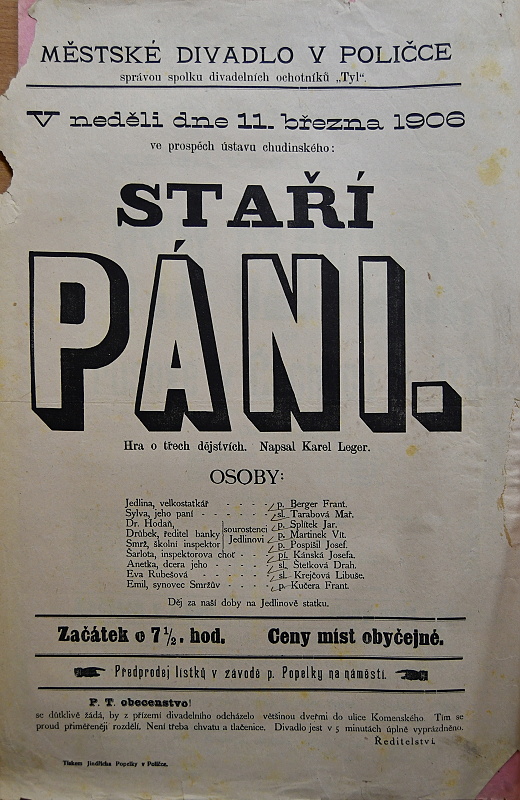 MĚSTSKÉ DIVADLO V POLIČCE
správou spolku divadelních ochotníků „Tyl“.
V neděli dne 11. března 1906
ve prospěch ústavu chudinského:
STAŘÍ
PÁNI.
Hra o třech dějstvích. Napsal Karel Leger.
OSOBY:
Jedlina, velkostatkář - - - - p. Berger Frant.
Sylva, jeho paní - - - - - - - sl. Tarabová Mař.
Dr. Hodaň, p. Splítek Jar.
Drůbek, ředitel banky sourostenci Jedlinovi p. Martinek Vít.
Smrž, školní inspektor p. Pospíšil Josef.
Šarlota, inspektorova choť - - pí. Kánská Josefa.
Anetka, dcera jeho - - - - - sl. Štetková Drah.
Eva Rubešová - - - - - - sl. Krejčová Libuše.
Emil, synovec Smržův - - - - p. Kučera Frant.
Děj za naší doby na Jedlinově statku.
Začátek o 7½. hod. Ceny míst obyčejné.
Předprodej lístků v závodě p. Popelky na náměstí.
P. T. obecenstvo!
se důtklivě žádá, by z přízemí divadelního odcházelo většinou dveřmi do ulice Komenského. Tím se
proud přiměřeněji rozdělí. Není třeba chvatu a tlačenice. Divadlo jest v 5 minutách úplně vyprázdněno.
Ředitelství.
Tiskem Jindřicha Popelky v Poličce.